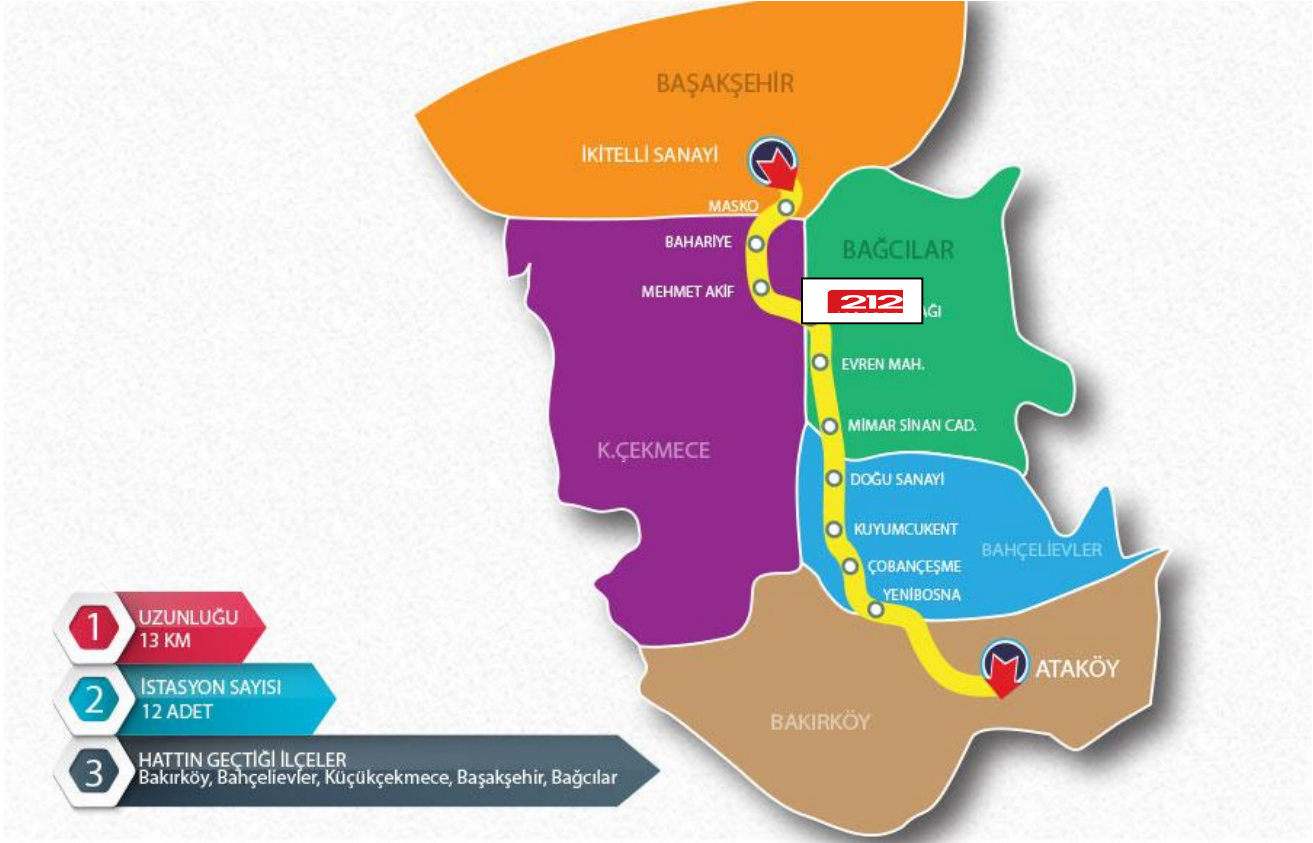 BAŞAKŞEHİR
İKİTELLİ SANAYİ
MASKO
BAHARİYE
BAĞCILAR
MEHMET AKİF
212
AĞI
EVREN MAH.
MİMAR SİNAN CAD.
K.ÇEKMECE
DOĞU SANAYİ
KUYUMCUKENT
BAHÇELİEVLER
ÇOBANÇEŞME
YENİBOSNA
ATAKÖY
BAKIRKÖY
1
UZUNLUĞU
13 KM
2
İSTASYON SAYISI
12 ADET
3
HATTIN GEÇTİĞİ İLÇELER
Bakırköy, Bahçelievler, Küçükçekmece, Başakşehir, Bağcılar